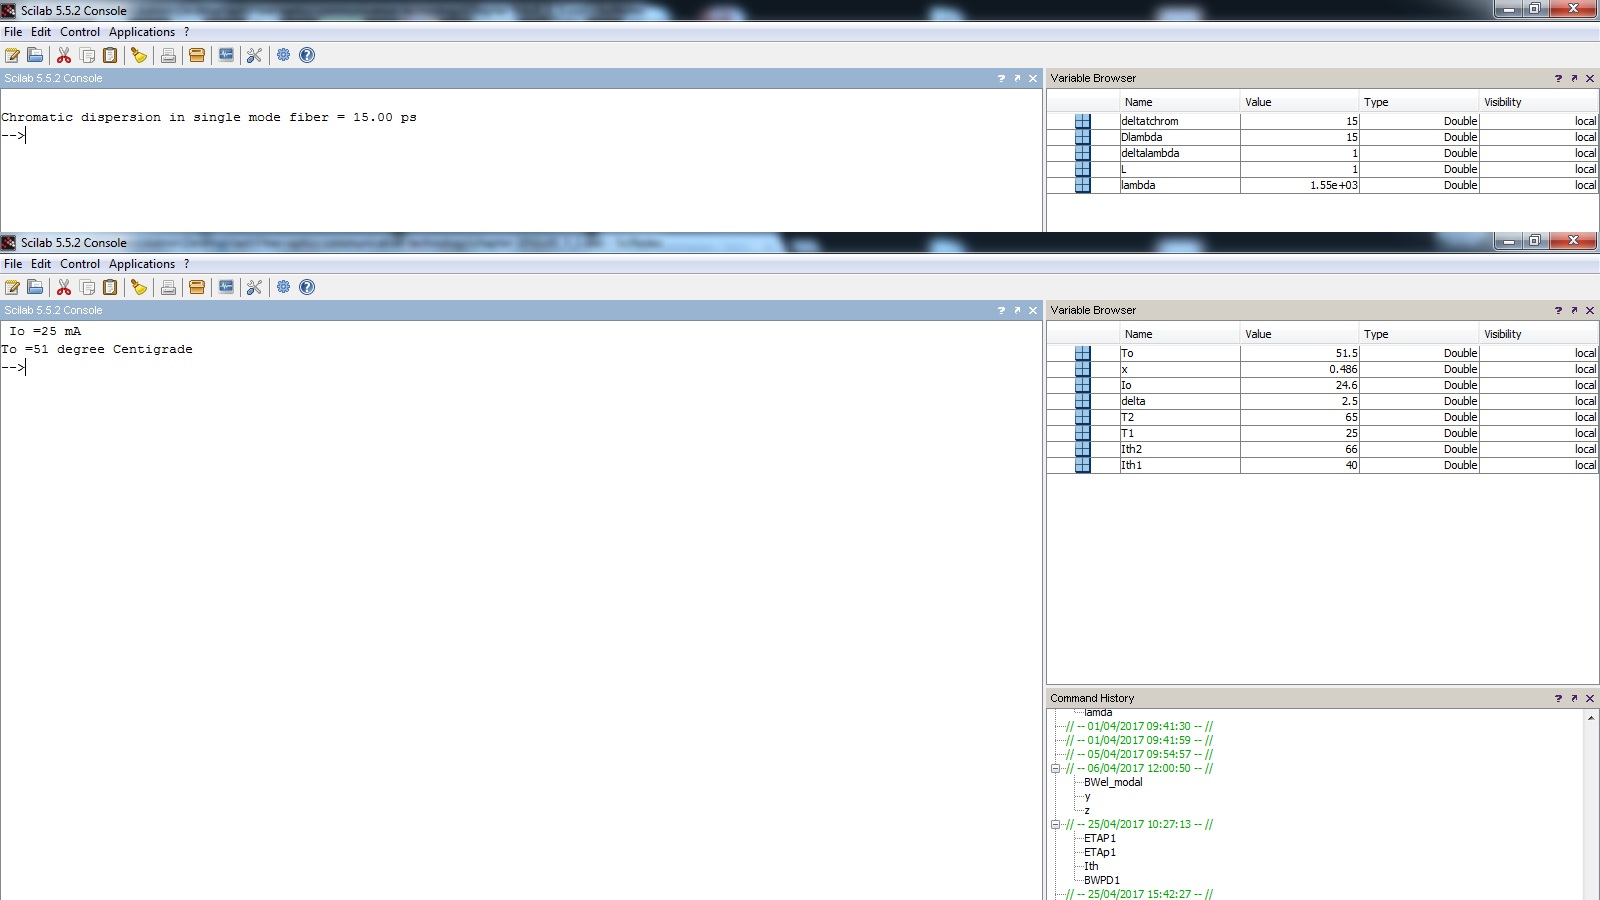 Scilab 5.5.2 Console
File Edit Control Applications ?
Scilab 5.5.2 Console
Chromatic dispersion in single mode fiber = 15.00 ps
-->
Variable Browser
Name Value Type Visibility
deltatchrom 15 Double local
Dlambda 15 Double local
deltalambda 1 Double local
L 1 Double local
lambda 1.55e+03 Double local
Scilab 5.5.2 Console
File Edit Control Applications ?
Scilab 5.5.2 Console
Io =25 mA
To =51 degree Centigrade
-->
Variable Browser
Name Value Type Visibility
To 51.5 Double local
x 0.486 Double local
Io 24.6 Double local
delta 2.5 Double local
T2 65 Double local
T1 25 Double local
Ith2 66 Double local
Ith1 40 Double local
Command History
lamda
// -- 01/04/2017 09:41:30 -- //
// -- 01/04/2017 09:41:59 -- //
// -- 05/04/2017 09:54:57 -- //
// -- 06/04/2017 12:00:50 -- //
BWel_modal
y
z
// -- 25/04/2017 10:27:13 -- //
ETAP1
ETAp1
Ith
BWPD1
// -- 25/04/2017 15:42:27 -- //